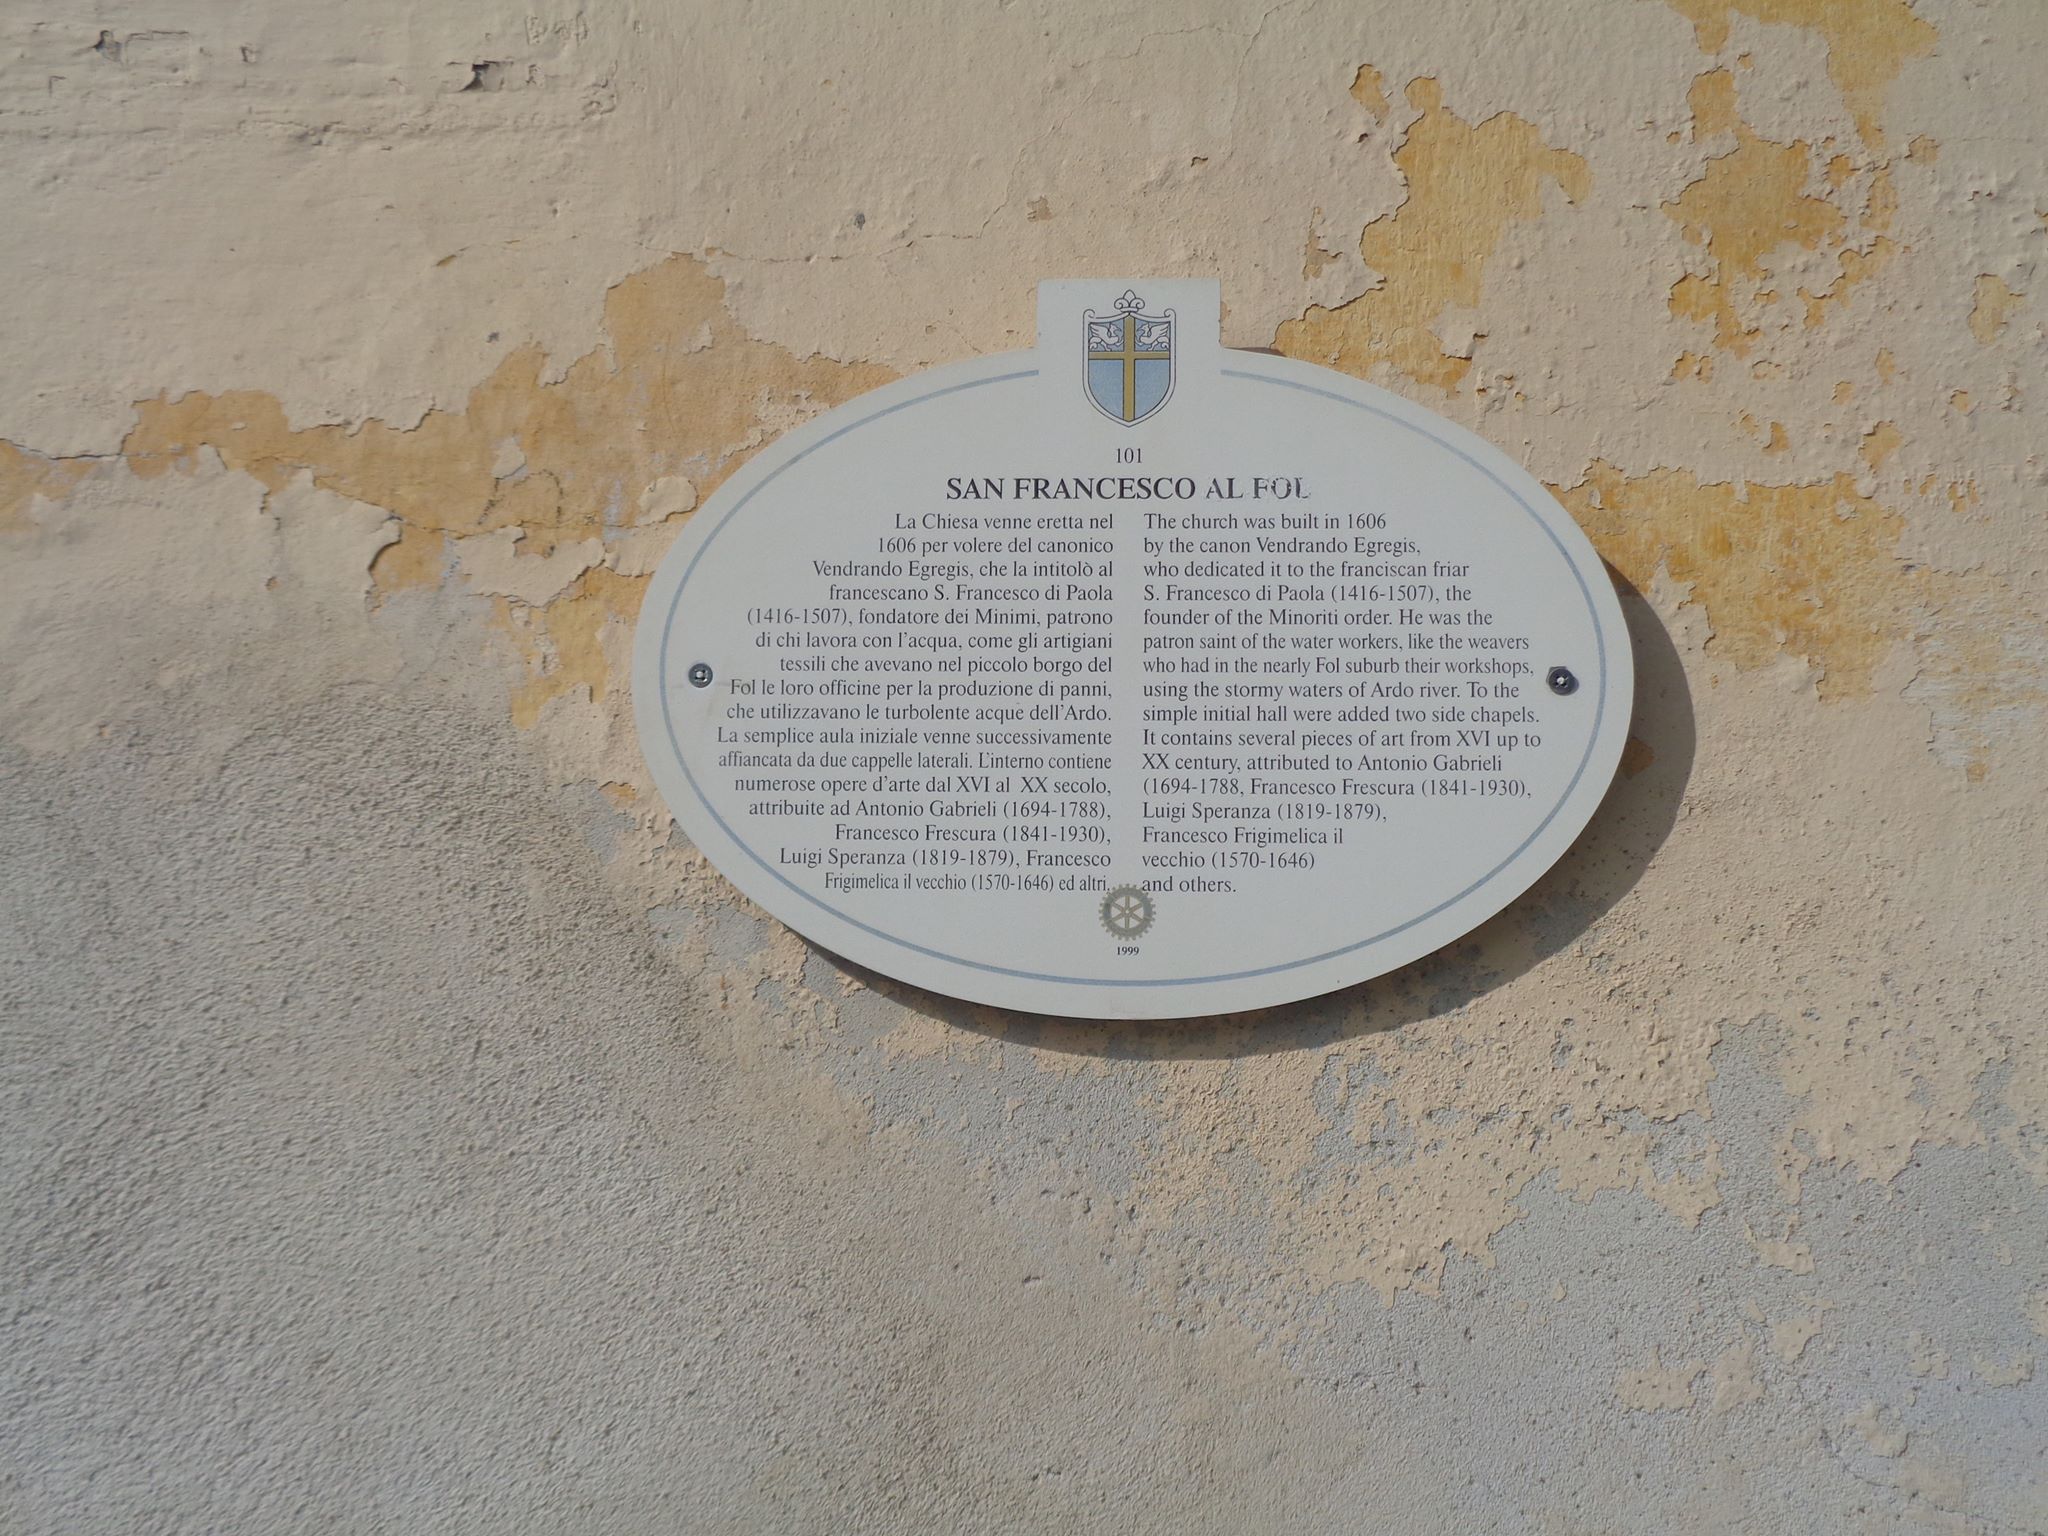 101
SAN FRANCESCO AL FOL
La Chiesa venne eretta nel
1606 per volere del canonico
Vendrando Egregis, che la intitolò al
francescano S. Francesco di Paola
(1416-1507), fondatore dei Minimi, patrono
di chi lavora con l'acqua, come gli artigiani
tessili che avevano nel piccolo borgo del
Fol le loro officine per la produzione di panni,
che utilizzavano le turbolente acque dell'Ardo.
La semplice aula iniziale venne successivamente
affiancata da due cappelle laterali. L'interno contiene
numerose opere d'arte dal XVI al XX secolo,
attribuite ad Antonio Gabrieli (1694-1788),
Francesco Frescura (1841-1930),
Luigi Speranza (1819-1879), Francesco
Frigimelica il vecchio (1570-1646) ed altri.
The church was built in 1606
by the canon Vendrando Egregis,
who dedicated it to the franciscan friar
S. Francesco di Paola (1416-1507), the
founder of the Minoriti order. He was the
patron saint of the water workers, like the weavers
who had in the nearly Fol suburb their workshops,
using the stormy waters of Ardo river. To the
simple initial hall were added two side chapels.
It contains several pieces of art from XVI up to
XX century, attributed to Antonio Gabrieli
(1694-1788, Francesco Frescura (1841-1930),
Luigi Speranza (1819-1879),
Francesco Frigimelica il
vecchio (1570-1646)
and others.
1999